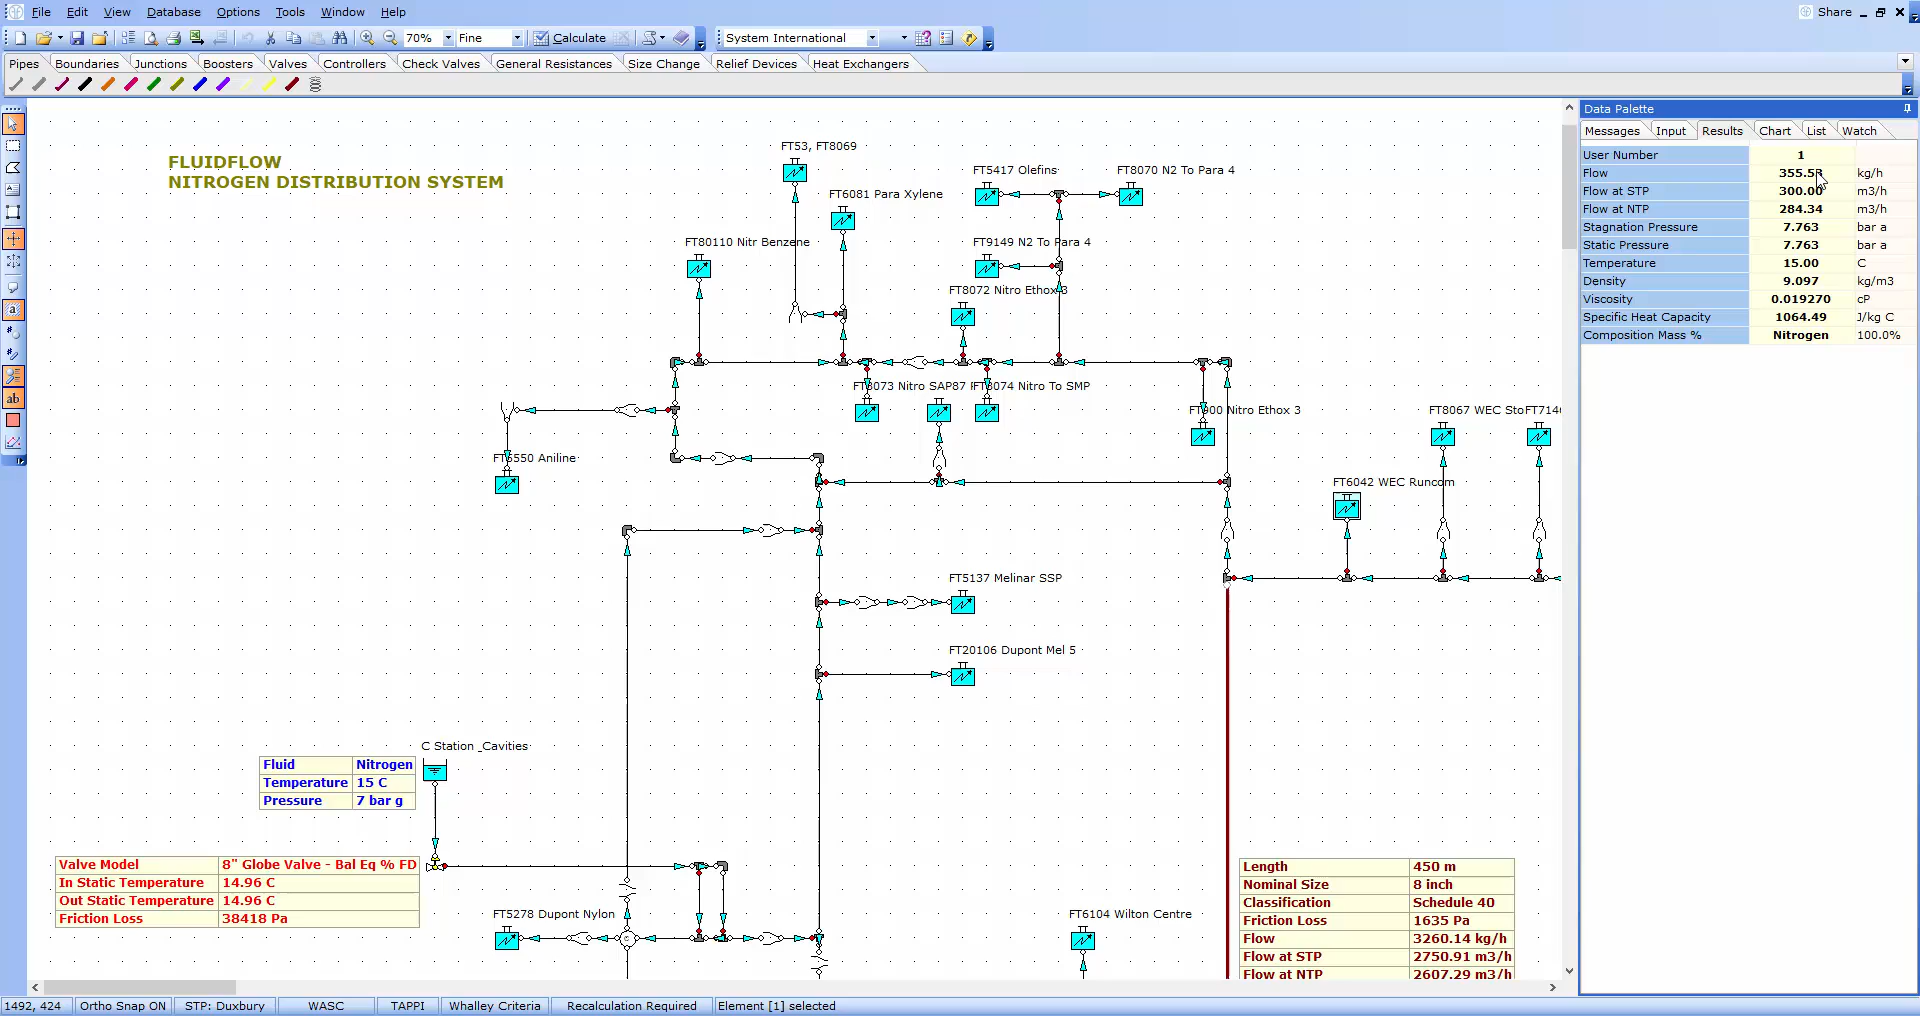 File Edit View Database Options Tools Window Help Share
70% Fine Calculate System International
Pipes Boundaries Junctions Boosters Valves Controllers Check Valves General Resistances Size Change Relief Devices Heat Exchangers
Data Palette
Messages Input Results Chart List Watch
User Number 1
Flow kg/h
Flow at STP m3/h
Flow at NTP 284.34 m3/h
Stagnation Pressure 7.763 bar a
Static Pressure 7.763 bar a
Temperature 15.00 C
Density 9.097 kg/m3
Viscosity 0.019270 cP
Specific Heat Capacity 1064.49 J/kg C
Composition Mass % Nitrogen 100.0%
FLUIDFLOW
NITROGEN DISTRIBUTION SYSTEM
FT53, FT8069
FT5417 Olefins
FT8070 N2 To Para 4
FT6081 Para Xylene
FT80110 Nitr Benzene
FT9149 N2 To Para 4
FT8072 Nitro Ethox 3
Nitro SAP87
Nitro To SMP
Nitro Ethox 3
FT8067 WEC Sto
Aniline
FT6042 WEC Runcom
FT5137 Melinar SSP
FT20106 Dupont Mel 5
C Station _Cavities
Fluid Nitrogen
Temperature 15 C
Pressure 7 bar g
Valve Model 8" Globe Valve - Bal Eq % FD
In Static Temperature 14.96 C
Out Static Temperature 14.96 C
Friction Loss 38418 Pa
FT5278 Dupont Nylon
FT6104 Wilton Centre
Length 450 m
Nominal Size 8 inch
Classification Schedule 40
Friction Loss 1635 Pa
Flow 3260.14 kg/h
Flow at STP 2750.91 m3/h
Flow at NTP 2607.29 m3/h
1492, 424 Ortho Snap ON STP: Duxbury WASC TAPPI Whalley Criteria Recalculation Required Element [1] selected